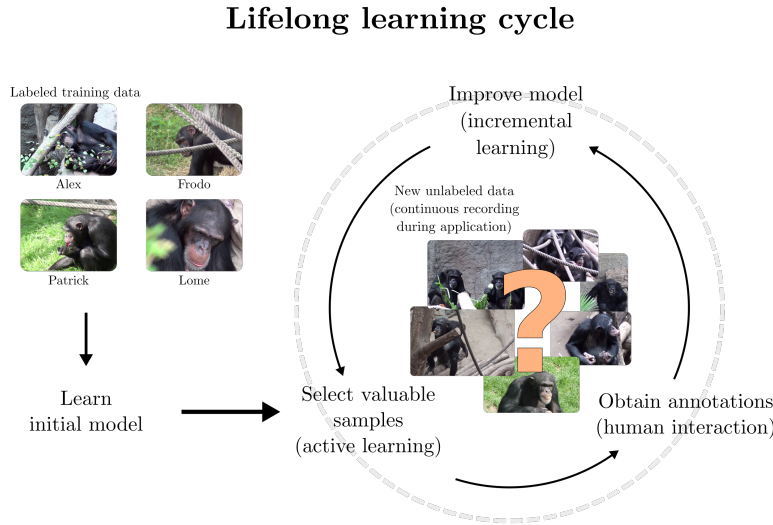 Lifelong learning cycle
Labeled training data
Alex
Frodo
Patrick
Lome
Learn
initial model
Improve model
(incremental
learning)
New unlabeled data
(continuous recording
during application)
?
Select valuable
samples
(active learning)
Obtain annotations
(human interaction)